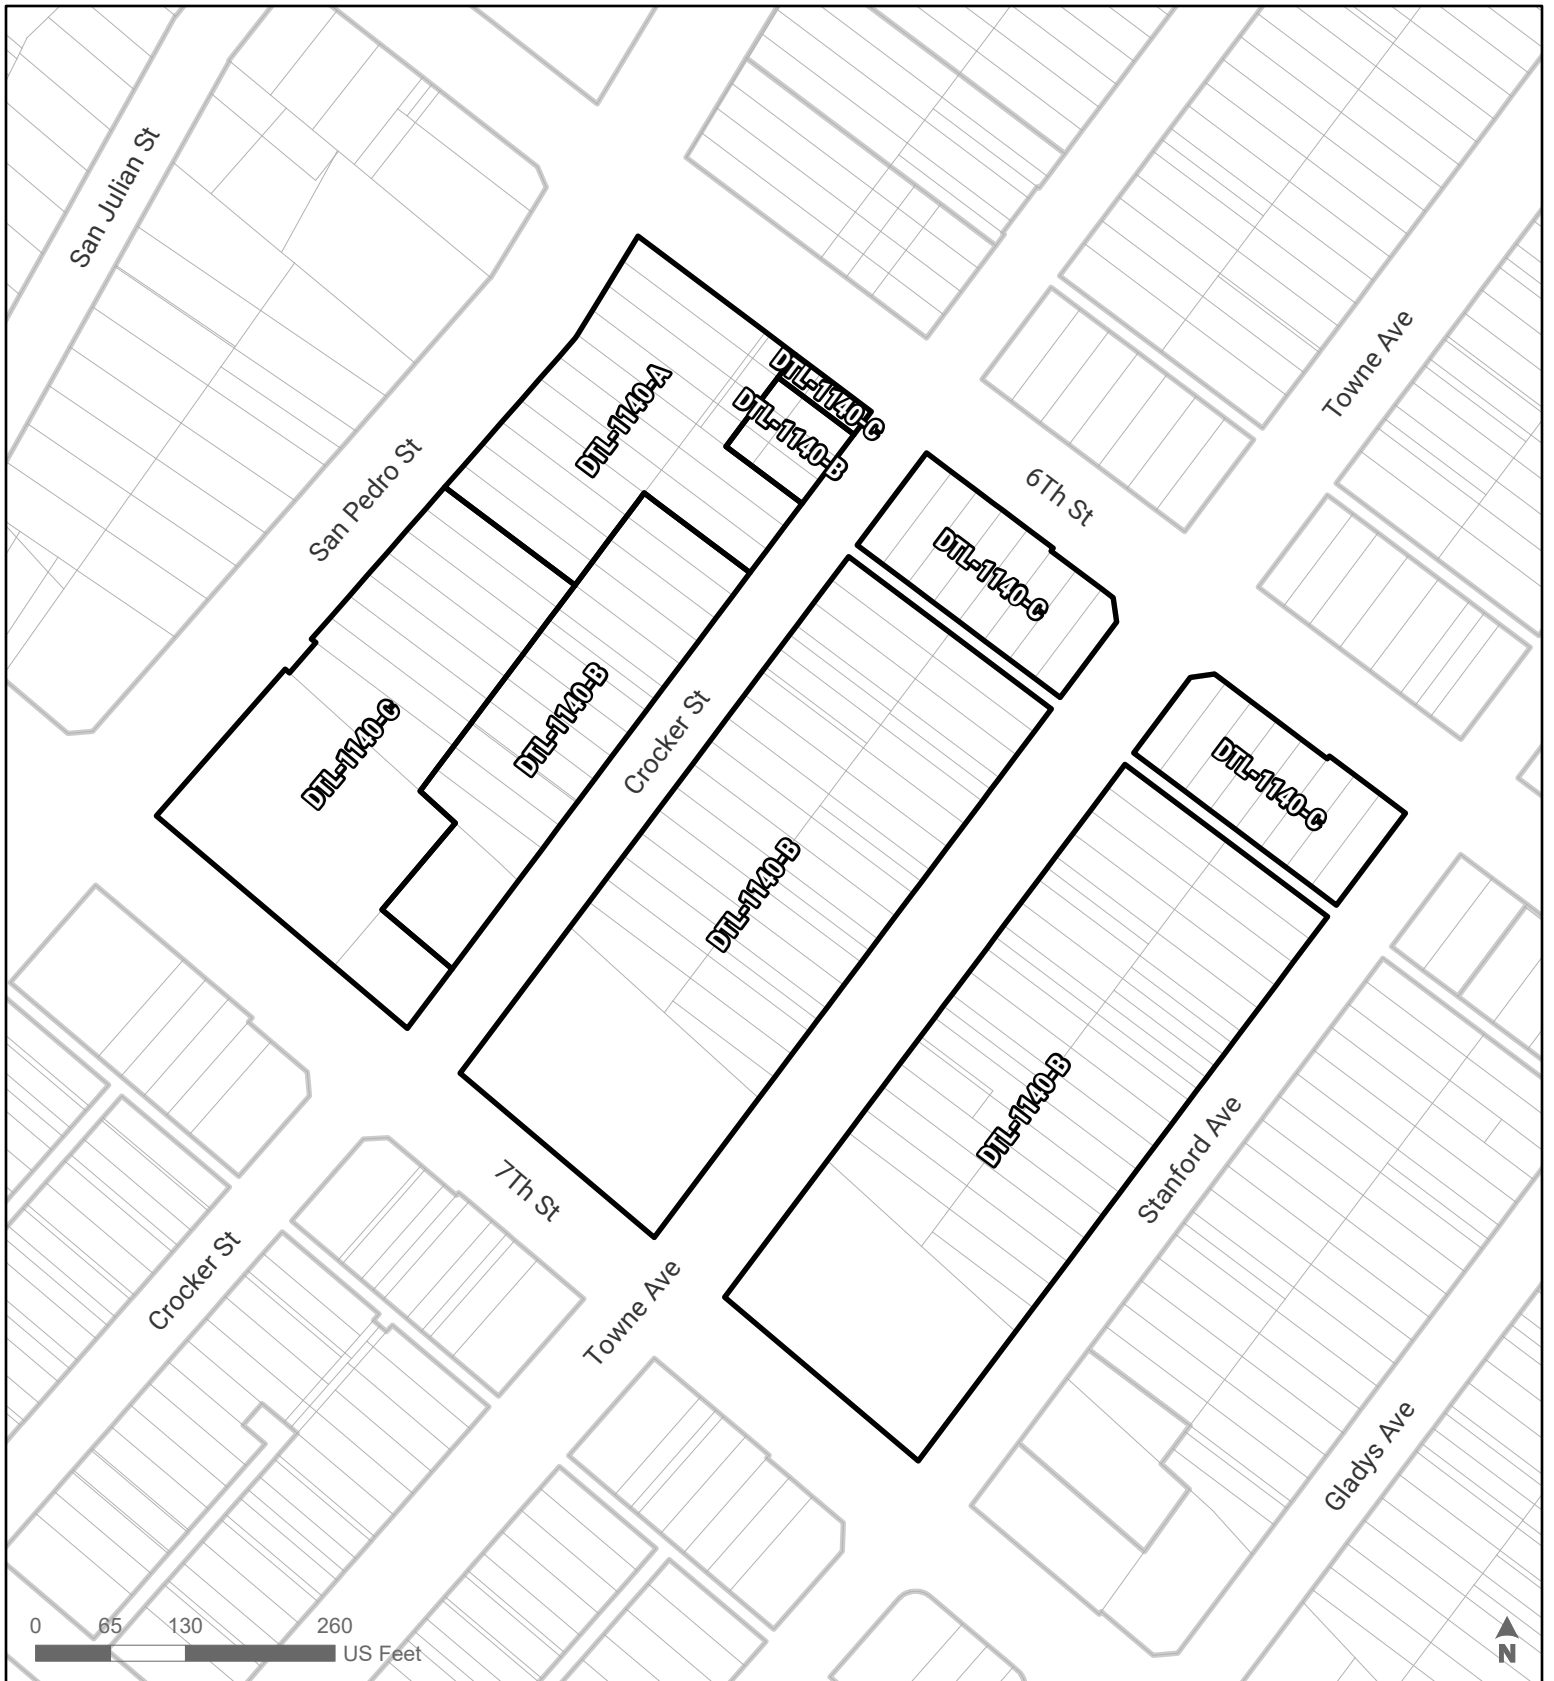 San Julian St
Towne Ave
DTL-1140-C
DTL-1140-A
DTL-1140-B
San Pedro St
6Th St
DTL-1140-C
DTL-1140-B
DTL-1140-C
Crocker St
DTL-1140-C
DTL-1140-B
DTL-1140-B
Stanford Ave
7Th St
Crocker St
Towne Ave
Gladys Ave
0 65 130 260
US Feet
N